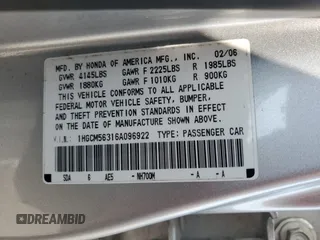 MFD. BY HONDA OF AMERICA MFG., INC. 02/06
GVWR 4145LBS GAWR F 2225LBS R 1985LBS
GVWR 1880KG GAWR F 1010KG R 900KG
THIS VEHICLE CONFORMS TO ALL APPLICABLE
FEDERAL MOTOR VEHICLE SAFETY, BUMPER,
AND THEFT PREVENTION STANDARDS IN EFFECT
ON THE DATE OF MANUFACTURE SHOWN ABOVE.
V.I.N: 1HGCM56316A096922 TYPE: PASSENGER CAR
SDA 6 AE5 - NH700M - A - A
DREAMBID